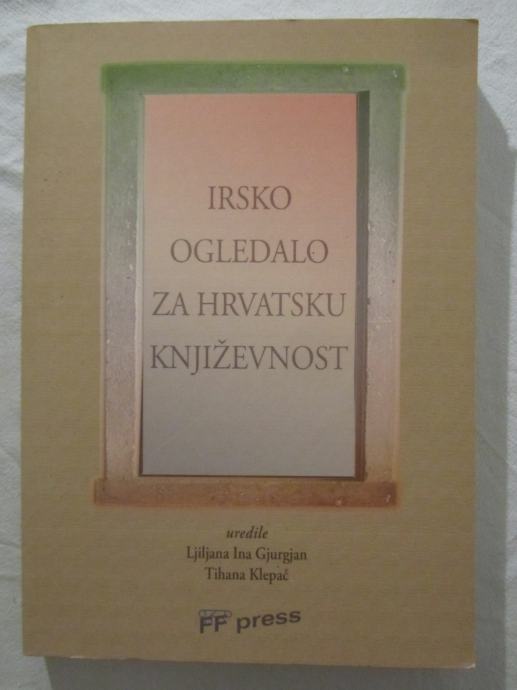 IRSKO
OGLEDALO
ZA HRVATSKU
KNJIŽEVNOST
uredile
Ljiljana Ina Gjurgjan
Tihana Klepač
FF press